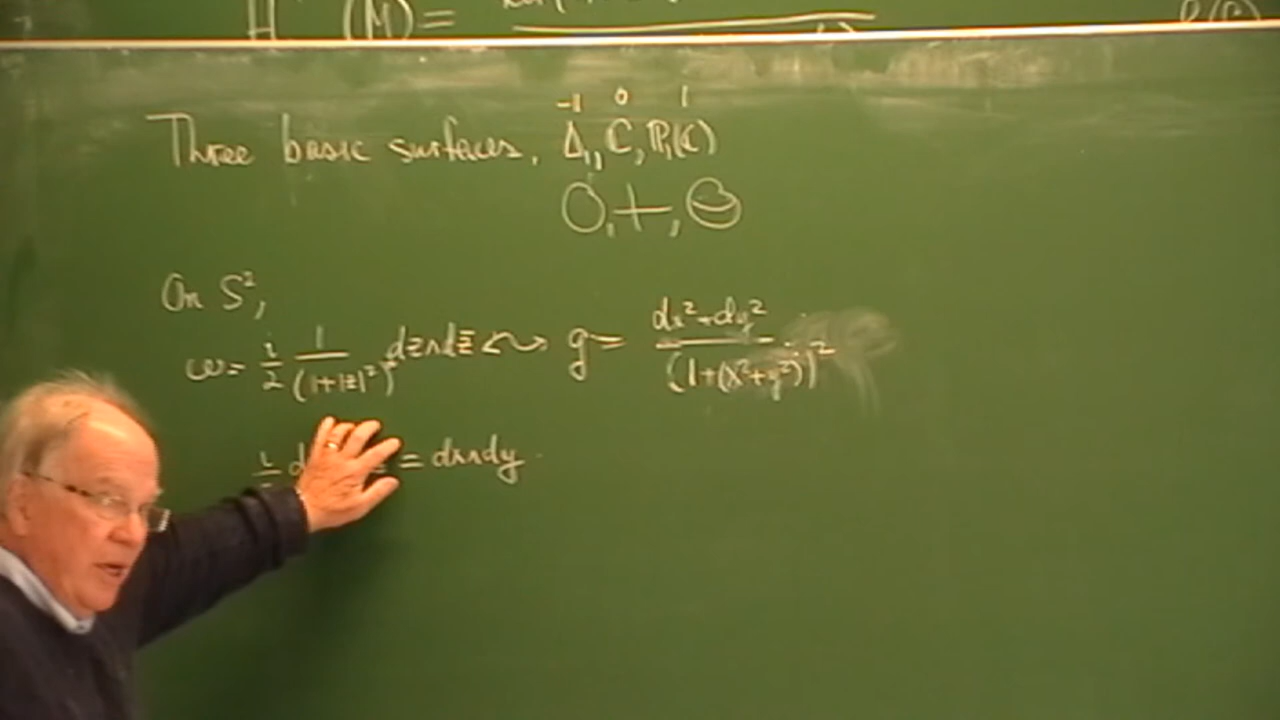 (M) =
-1 0 1
Three basic surfaces. Δ, ℂ, ℙ₁(ℂ)
On S²,
ω = i/2 1/(1+|z|²)² dz∧dz̄ ↭ g = (dx²+dy²)/(1+(x²+y²))²
= dx∧dy.